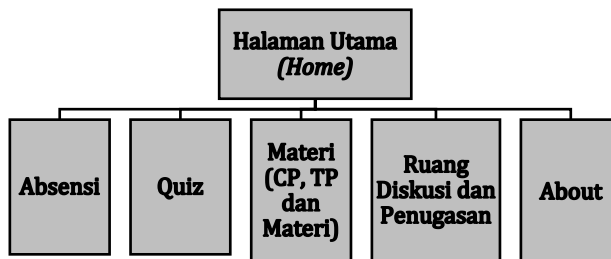 Halaman Utama
(Home)
Absensi
Quiz
Materi
(CP, TP
dan
Materi)
Ruang
Diskusi dan
Penugasan
About